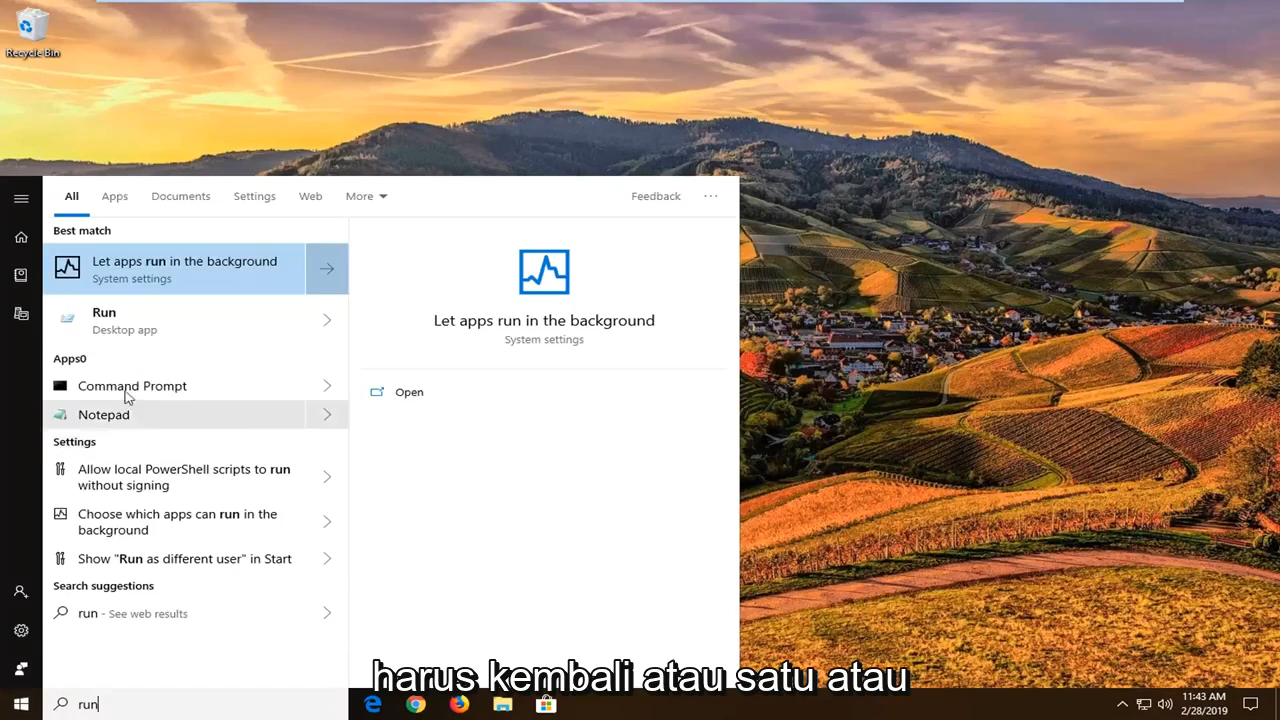 Recycle Bin
All Apps Documents Settings Web More Feedback ...
Best match
Let apps run in the background
System settings
Run
Desktop app
Apps0
Command Prompt
Notepad
Settings
Allow local PowerShell scripts to run
without signing
Choose which apps can run in the
background
Show "Run as different user" in Start
Search suggestions
run - See web results
Let apps run in the background
System settings
Open
harus kembali atau satu atau
run
11:43 AM
2/28/2019